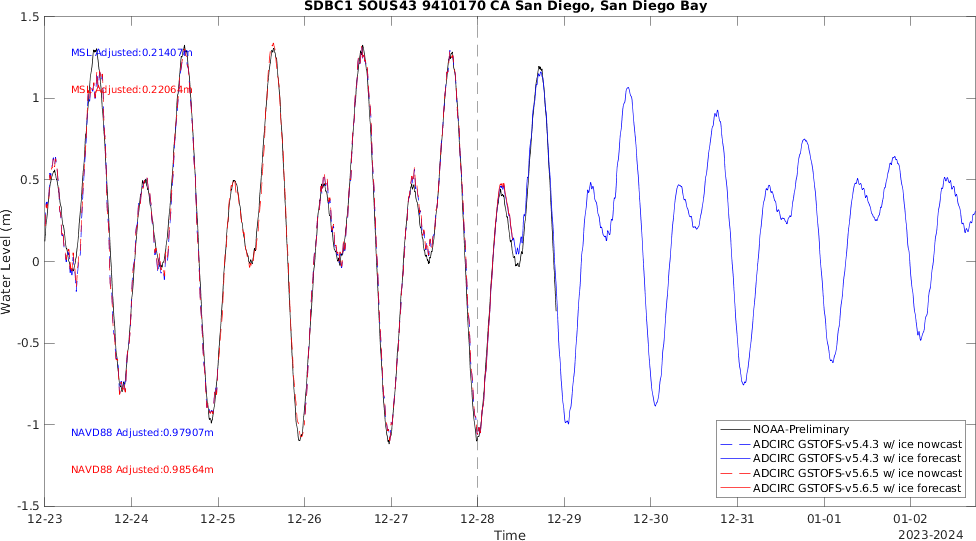 SDBC1 SOUS43 9410170 CA San Diego, San Diego Bay
1.5
1
0.5
0
-0.5
-1
-1.5
Water Level (m)
MSL Adjusted:0.21407m
MSL Adjusted:0.22064m
NAVD88 Adjusted:0.97907m
NAVD88 Adjusted:0.98564m
NOAA-Preliminary
ADCIRC GSTOFS-v5.4.3 w/ ice nowcast
ADCIRC GSTOFS-v5.4.3 w/ ice forecast
ADCIRC GSTOFS-v5.6.5 w/ ice nowcast
ADCIRC GSTOFS-v5.6.5 w/ ice forecast
12-23 12-24 12-25 12-26 12-27 12-28 12-29 12-30 12-31 01-01 01-02
Time
2023-2024